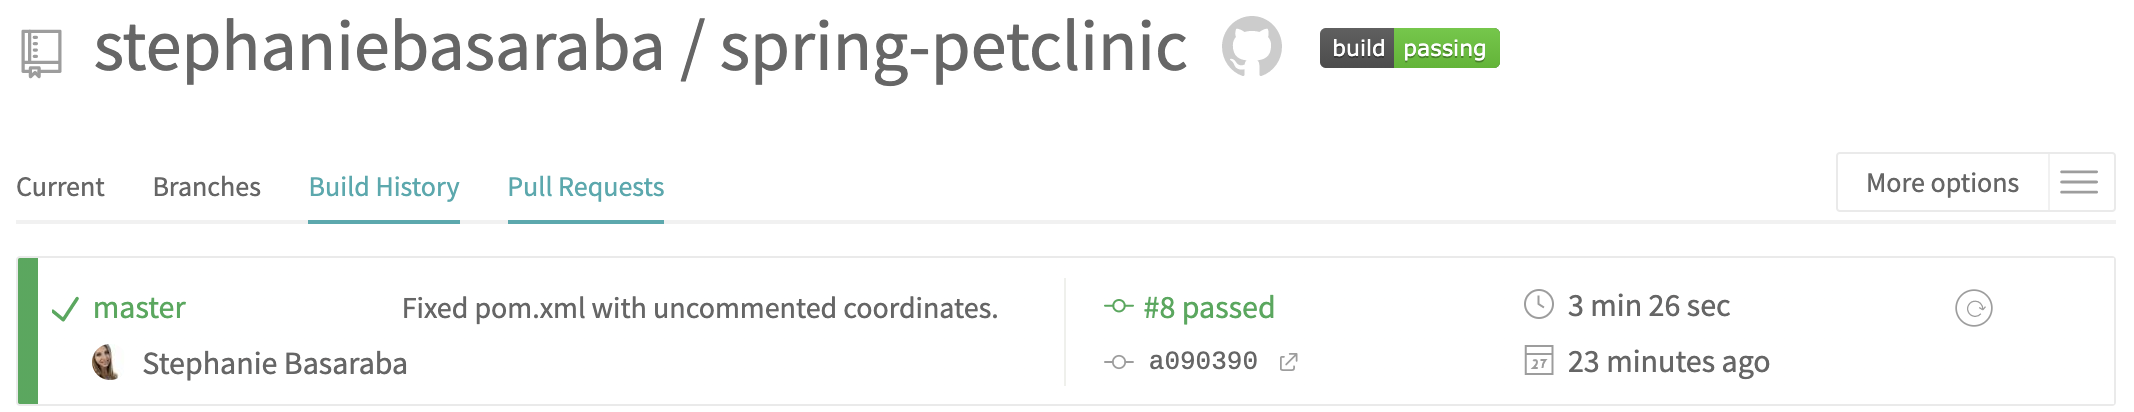 stephaniebasaraba / spring-petclinic build passing
Current Branches Build History Pull Requests More options
master Fixed pom.xml with uncommented coordinates. #8 passed 3 min 26 sec
Stephanie Basaraba a090390 27 23 minutes ago